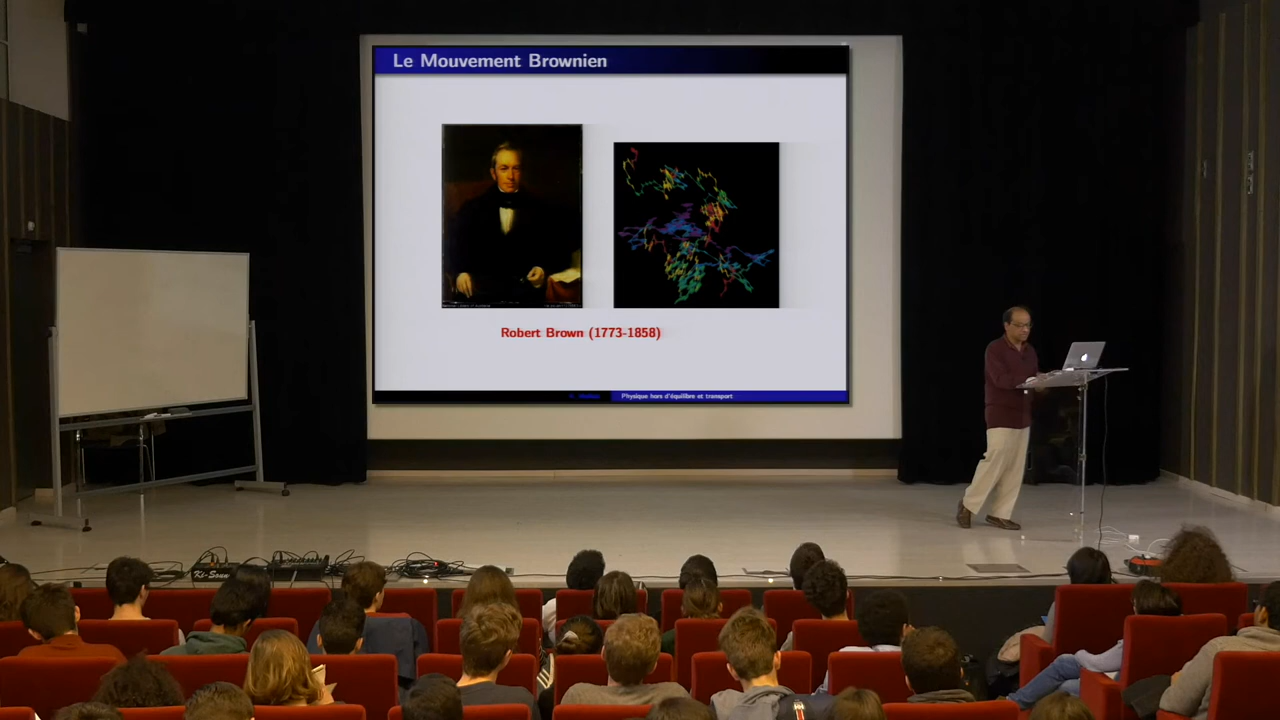 Le Mouvement Brownien
Robert Brown (1773-1858)
Physique hors d'équilibre et transport